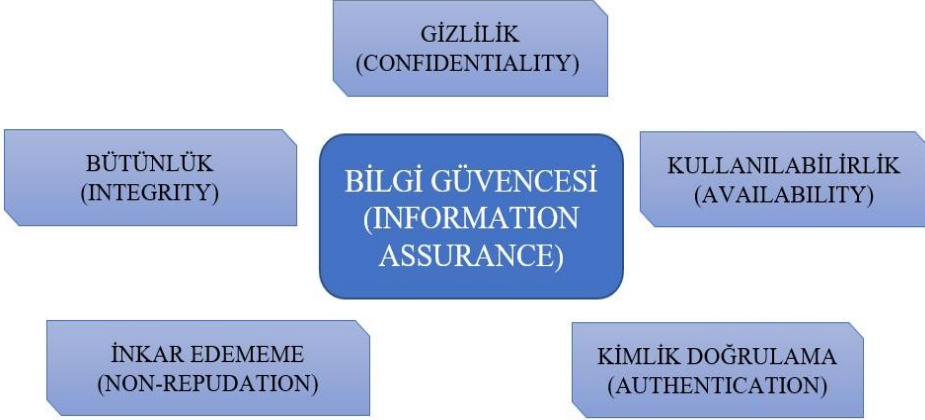 GİZLİLİK
(CONFIDENTIALITY)
BÜTÜNLÜK
(INTEGRITY)
BİLGİ GÜVENCESİ
(INFORMATION
ASSURANCE)
KULLANILABİLİRLİK
(AVAILABILITY)
İNKAR EDEMEME
(NON-REPUDATION)
KİMLİK DOĞRULAMA
(AUTHENTICATION)